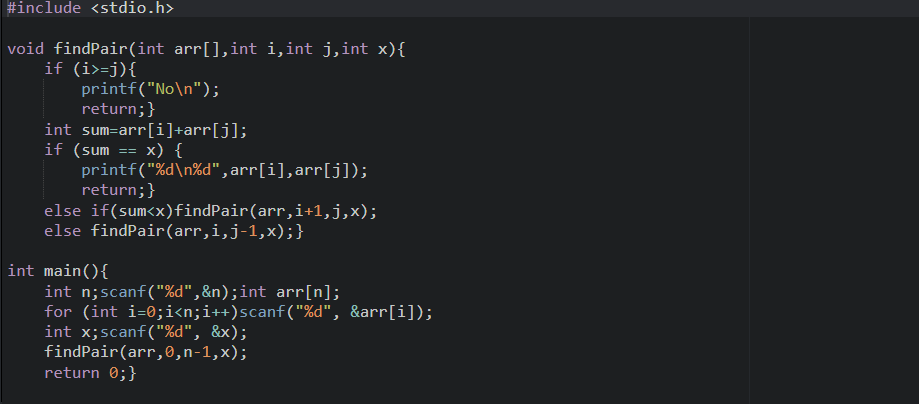 #include <stdio.h>
void findPair(int arr[],int i,int j,int x){
    if (i>=j){
        printf("No\n");
        return;}
    int sum=arr[i]+arr[j];
    if (sum == x) {
        printf("%d\n%d",arr[i],arr[j]);
        return;}
    else if(sum<x)findPair(arr,i+1,j,x);
    else findPair(arr,i,j-1,x);}
int main(){
    int n;scanf("%d",&n);int arr[n];
    for (int i=0;i<n;i++)scanf("%d", &arr[i]);
    int x;scanf("%d", &x);
    findPair(arr,0,n-1,x);
    return 0;}